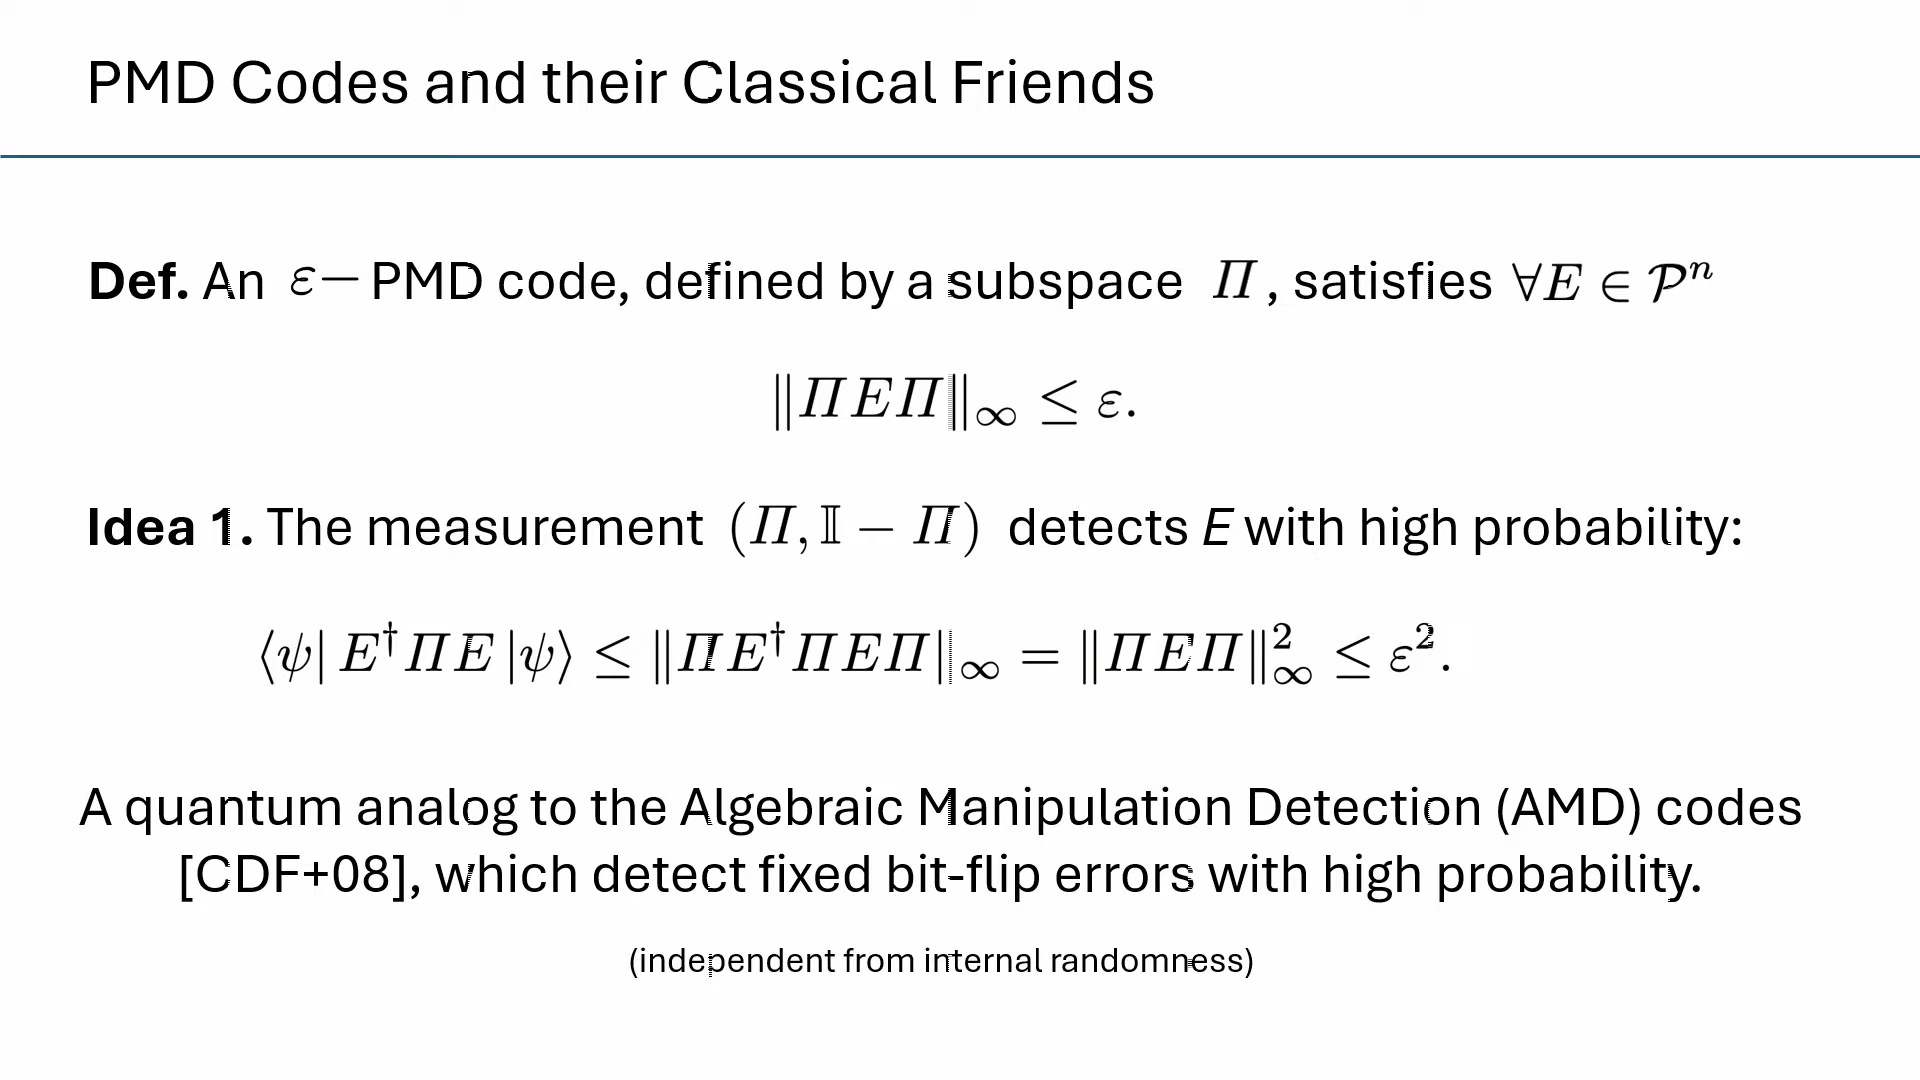 PMD Codes and their Classical Friends
Def. An ε− PMD code, defined by a subspace Π, satisfies ∀E ∈ 𝒫ⁿ
‖ΠEΠ‖∞ ≤ ε.
Idea 1. The measurement (Π, 𝕀 − Π) detects E with high probability:
⟨ψ| E†ΠE |ψ⟩ ≤ ‖ΠE†ΠEΠ‖∞ = ‖ΠEΠ‖²∞ ≤ ε².
A quantum analog to the Algebraic Manipulation Detection (AMD) codes
[CDF+08], which detect fixed bit-flip errors with high probability.
(independent from internal randomness)